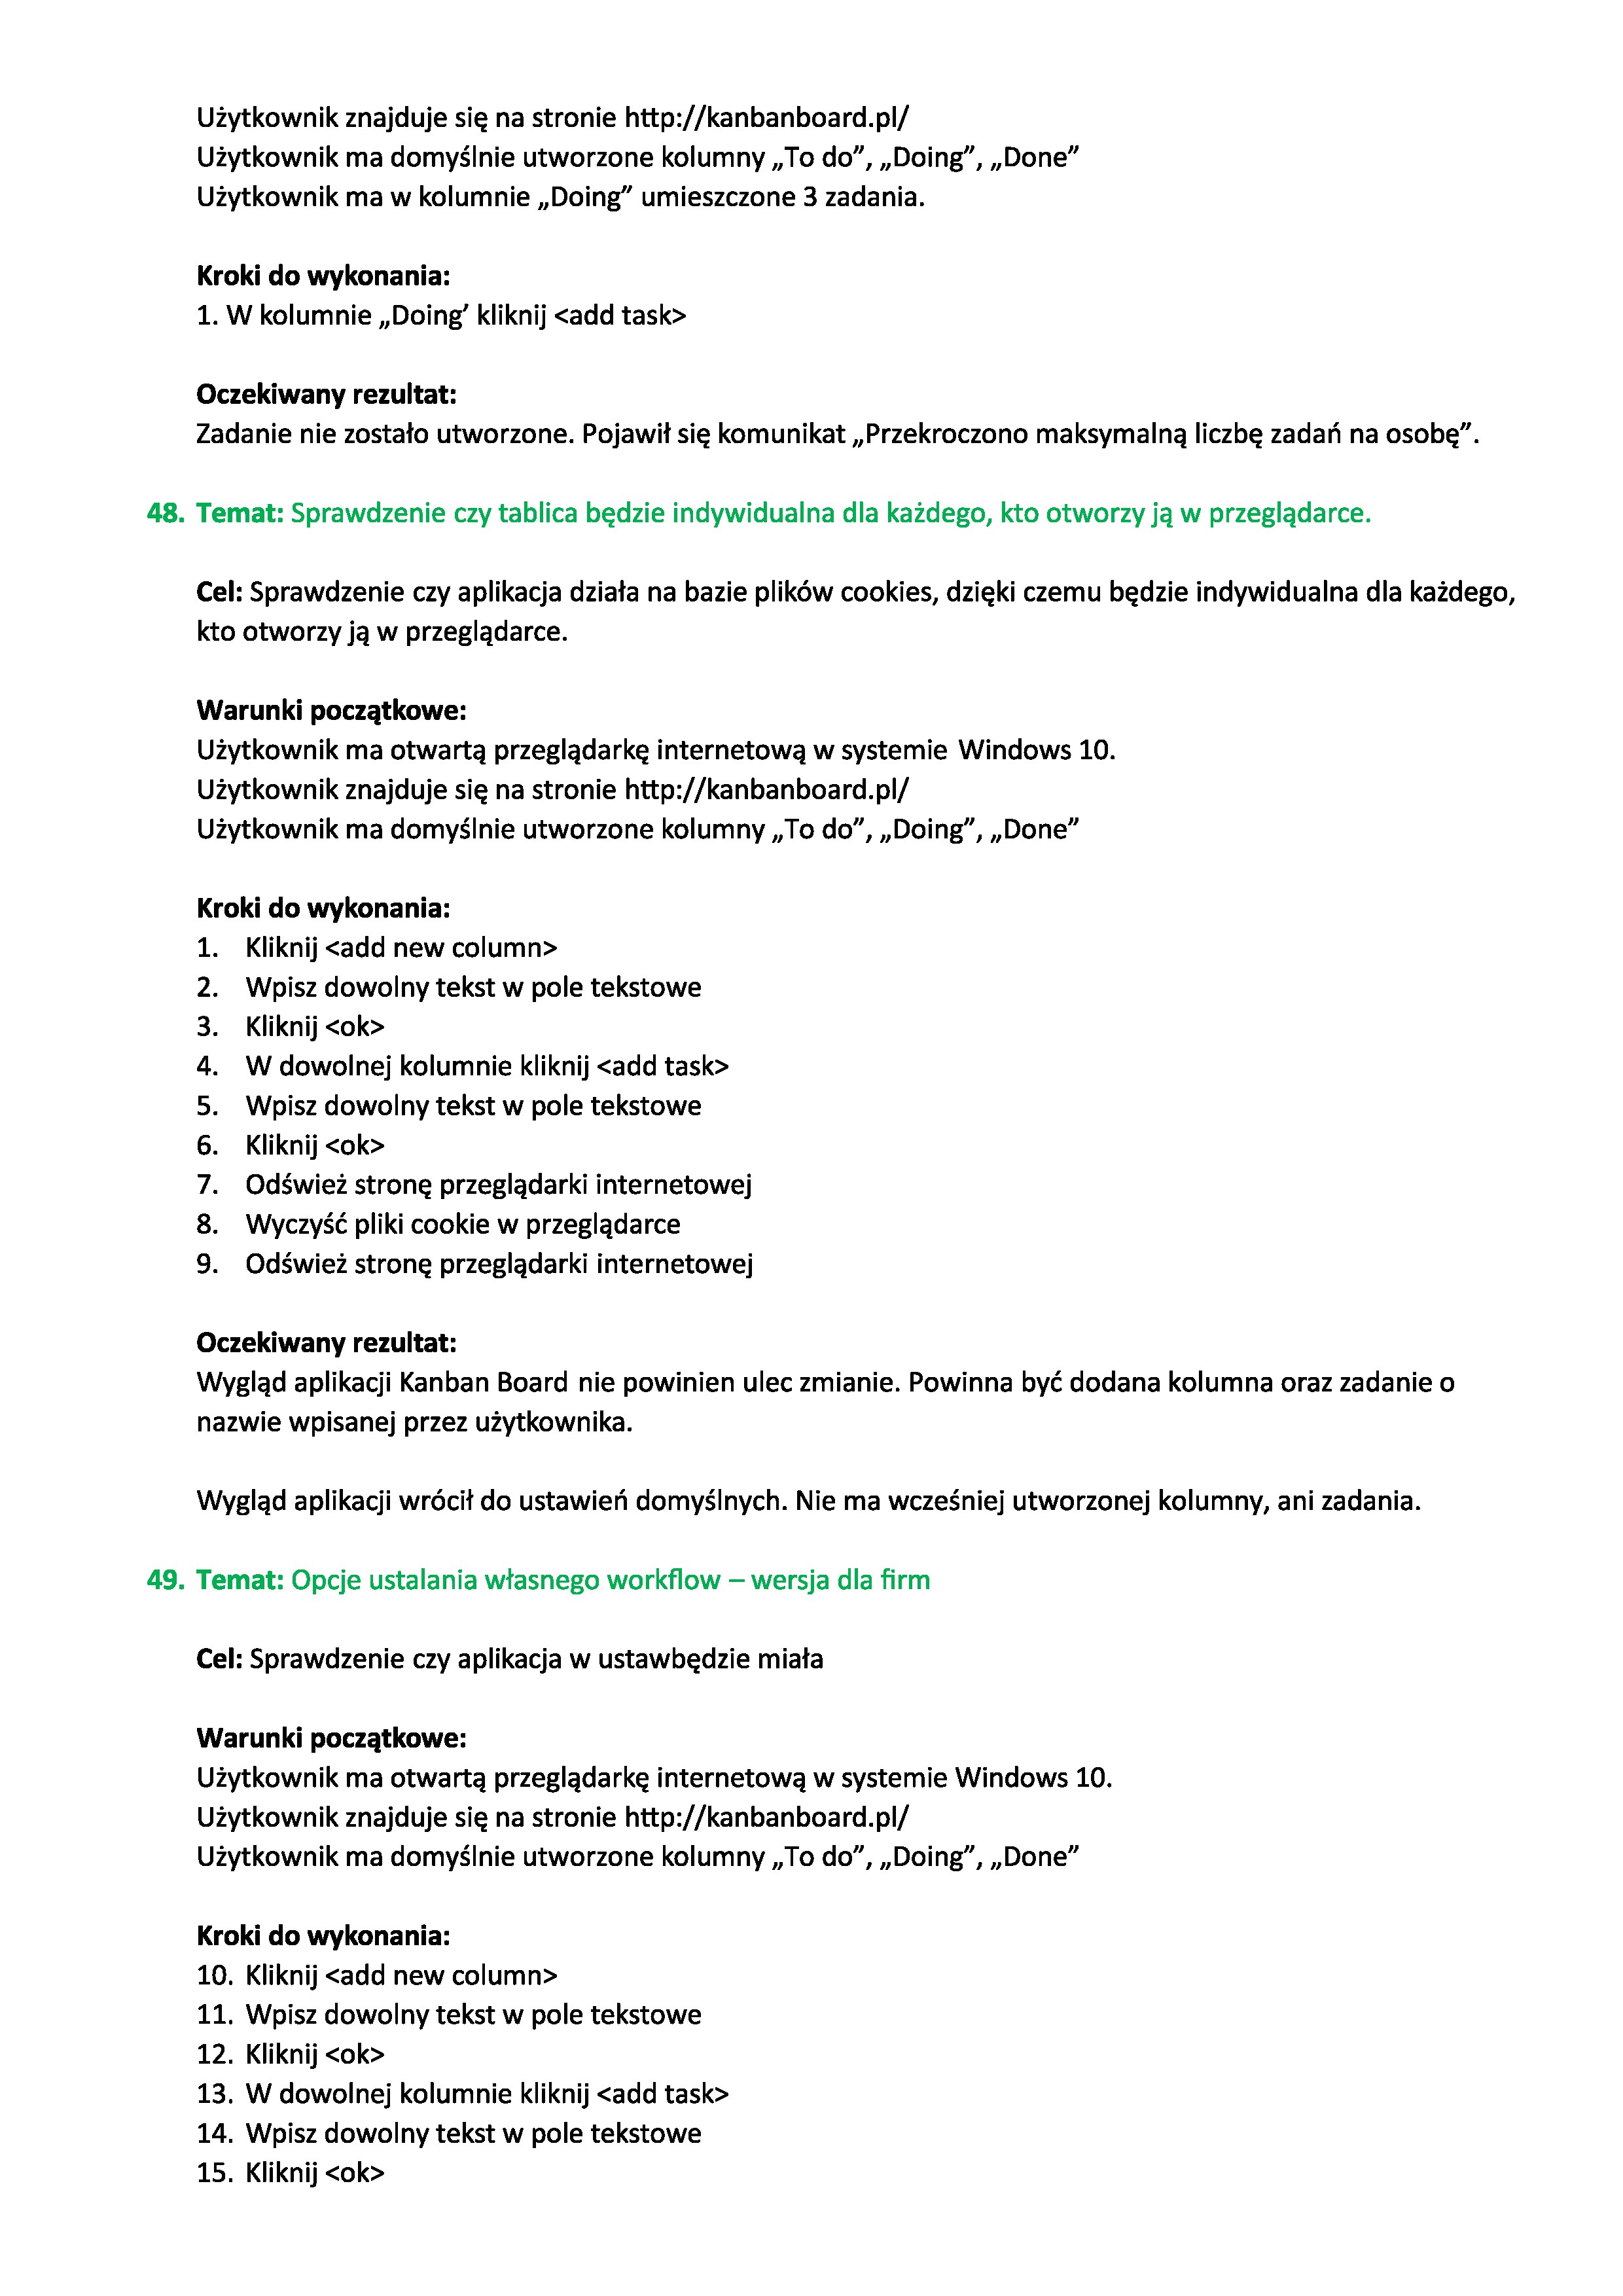 Użytkownik znajduje się na stronie http://kanbanboard.pl/
Użytkownik ma domyślnie utworzone kolumny „To do”, „Doing”, „Done”
Użytkownik ma w kolumnie „Doing” umieszczone 3 zadania.
Kroki do wykonania:
1. W kolumnie „Doing’ kliknij <add task>
Oczekiwany rezultat:
Zadanie nie zostało utworzone. Pojawił się komunikat „Przekroczono maksymalną liczbę zadań na osobę”.
48. Temat: Sprawdzenie czy tablica będzie indywidualna dla każdego, kto otworzy ją w przeglądarce.
Cel: Sprawdzenie czy aplikacja działa na bazie plików cookies, dzięki czemu będzie indywidualna dla każdego,
kto otworzy ją w przeglądarce.
Warunki początkowe:
Użytkownik ma otwartą przeglądarkę internetową w systemie Windows 10.
Użytkownik znajduje się na stronie http://kanbanboard.pl/
Użytkownik ma domyślnie utworzone kolumny „To do”, „Doing”, „Done”
Kroki do wykonania:
1. Kliknij <add new column>
2. Wpisz dowolny tekst w pole tekstowe
3. Kliknij <ok>
4. W dowolnej kolumnie kliknij <add task>
5. Wpisz dowolny tekst w pole tekstowe
6. Kliknij <ok>
7. Odśwież stronę przeglądarki internetowej
8. Wyczyść pliki cookie w przeglądarce
9. Odśwież stronę przeglądarki internetowej
Oczekiwany rezultat:
Wygląd aplikacji Kanban Board nie powinien ulec zmianie. Powinna być dodana kolumna oraz zadanie o
nazwie wpisanej przez użytkownika.
Wygląd aplikacji wrócił do ustawień domyślnych. Nie ma wcześniej utworzonej kolumny, ani zadania.
49. Temat: Opcje ustalania własnego workflow – wersja dla firm
Cel: Sprawdzenie czy aplikacja w ustawbędzie miała
Warunki początkowe:
Użytkownik ma otwartą przeglądarkę internetową w systemie Windows 10.
Użytkownik znajduje się na stronie http://kanbanboard.pl/
Użytkownik ma domyślnie utworzone kolumny „To do”, „Doing”, „Done”
Kroki do wykonania:
10. Kliknij <add new column>
11. Wpisz dowolny tekst w pole tekstowe
12. Kliknij <ok>
13. W dowolnej kolumnie kliknij <add task>
14. Wpisz dowolny tekst w pole tekstowe
15. Kliknij <ok>